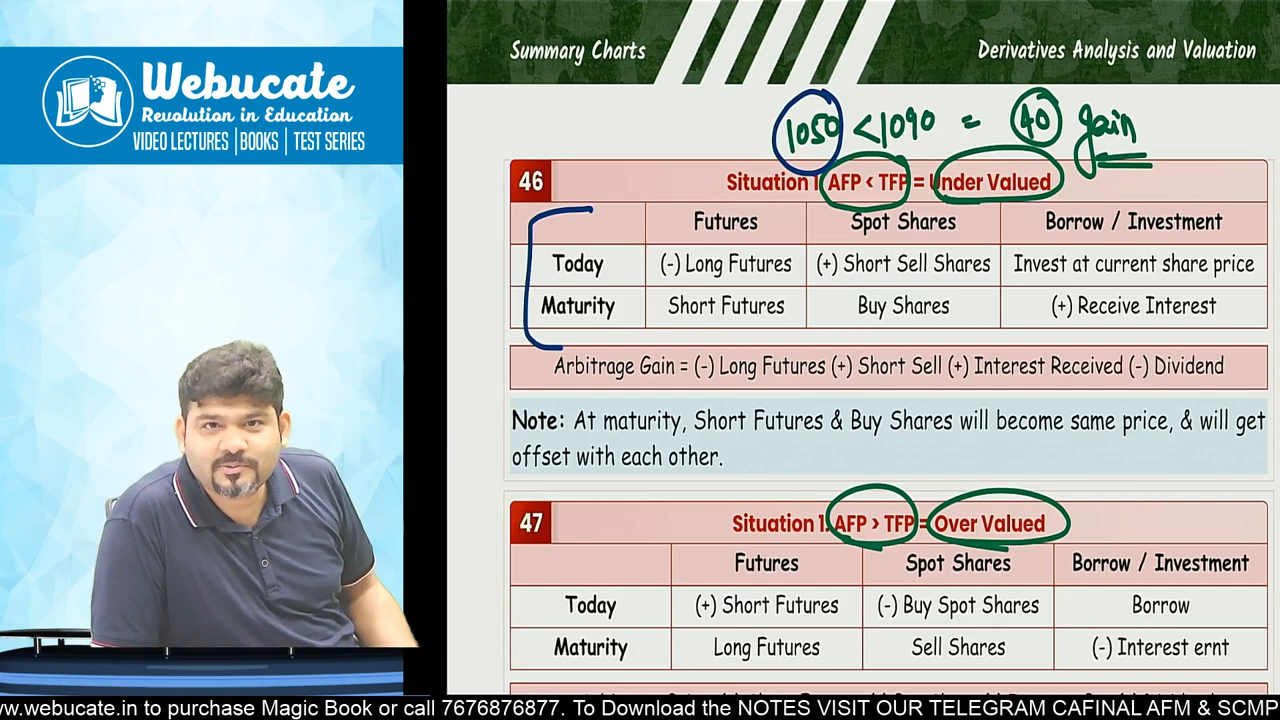 Webucate
Revolution in Education
VIDEO LECTURES |BOOKS | TEST SERIES
Summary Charts
Derivatives Analysis and Valuation
1050 < 1090 = 40 gain
46
Situation 1 AFP < TFP = Under Valued
Futures Spot Shares Borrow / Investment
Today (-) Long Futures (+) Short Sell Shares Invest at current share price
Maturity Short Futures Buy Shares (+) Receive Interest
Arbitrage Gain = (-) Long Futures (+) Short Sell (+) Interest Received (-) Dividend
Note: At maturity, Short Futures & Buy Shares will become same price, & will get
offset with each other.
47
Situation 1. AFP > TFP = Over Valued
Futures Spot Shares Borrow / Investment
Today (+) Short Futures (-) Buy Spot Shares Borrow
Maturity Long Futures Sell Shares (-) Interest ernt
ww.webucate.in to purchase Magic Book or call 7676876877. To Download the NOTES VISIT OUR TELEGRAM CAFINAL AFM & SCMP